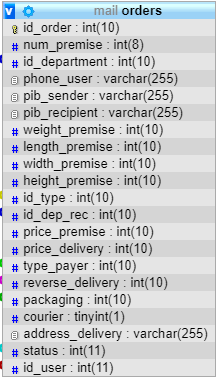 v mail orders
id_order : int(10)
num_premise : int(8)
id_department : int(10)
phone_user : varchar(255)
pib_sender : varchar(255)
pib_recipient : varchar(255)
weight_premise : int(10)
length_premise : int(10)
width_premise : int(10)
height_premise : int(10)
id_type : int(10)
id_dep_rec : int(10)
price_premise : int(10)
price_delivery : int(10)
type_payer : int(10)
reverse_delivery : int(10)
packaging : int(10)
courier : tinyint(1)
address_delivery : varchar(255)
status : int(11)
id_user : int(11)